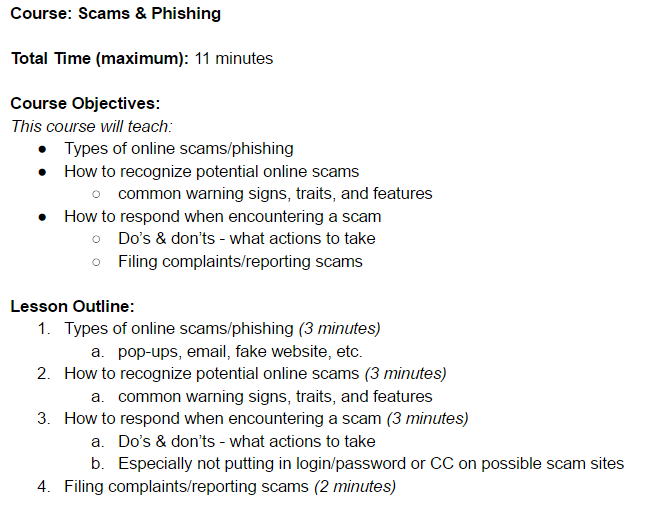 Course: Scams & Phishing
Total Time (maximum): 11 minutes
Course Objectives:
This course will teach:
● Types of online scams/phishing
● How to recognize potential online scams
○ common warning signs, traits, and features
● How to respond when encountering a scam
○ Do’s & don’ts - what actions to take
○ Filing complaints/reporting scams
Lesson Outline:
1. Types of online scams/phishing (3 minutes)
a. pop-ups, email, fake website, etc.
2. How to recognize potential online scams (3 minutes)
a. common warning signs, traits, and features
3. How to respond when encountering a scam (3 minutes)
a. Do’s & don’ts - what actions to take
b. Especially not putting in login/password or CC on possible scam sites
4. Filing complaints/reporting scams (2 minutes)